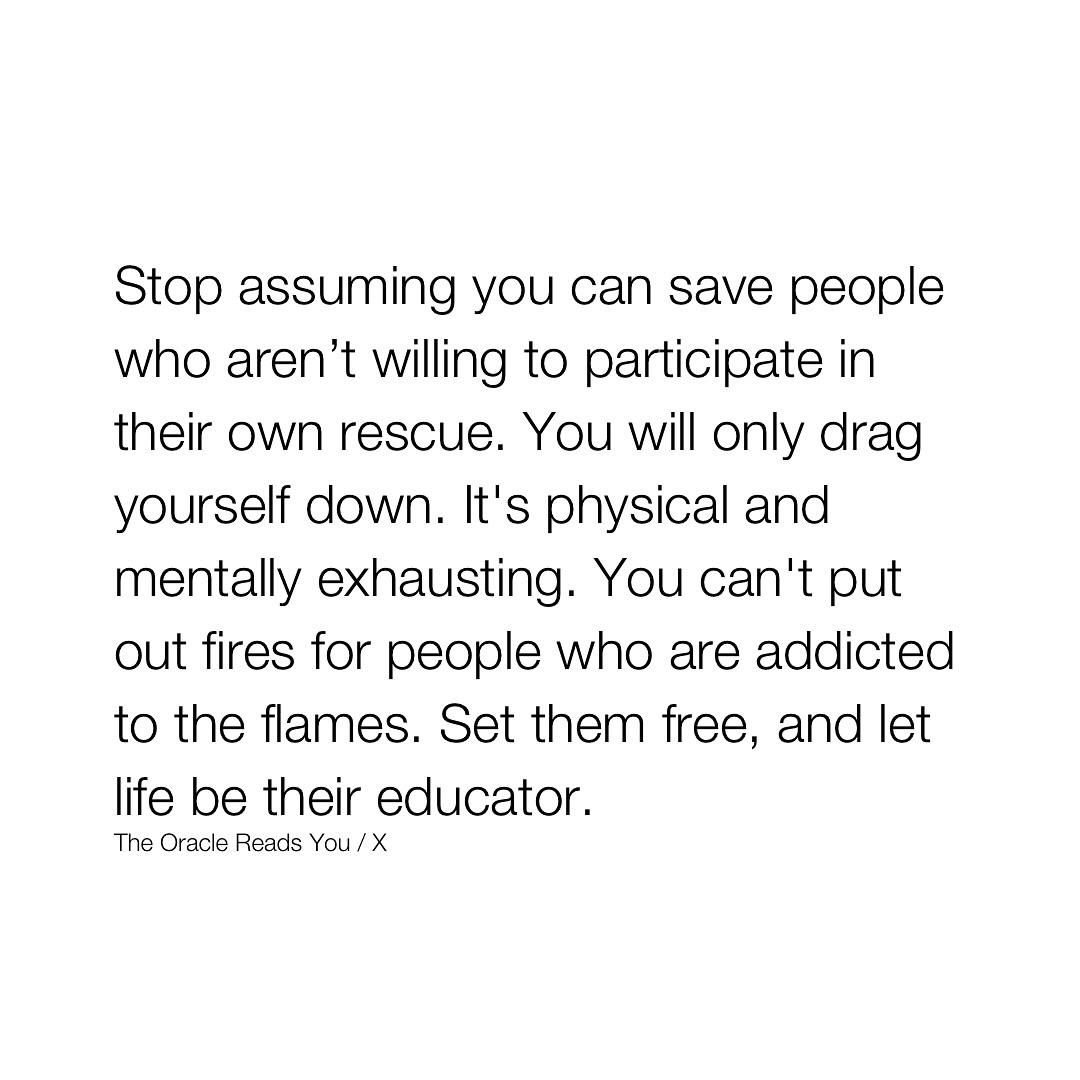 Stop assuming you can save people
who aren’t willing to participate in
their own rescue. You will only drag
yourself down. It's physical and
mentally exhausting. You can't put
out fires for people who are addicted
to the flames. Set them free, and let
life be their educator.
The Oracle Reads You / X